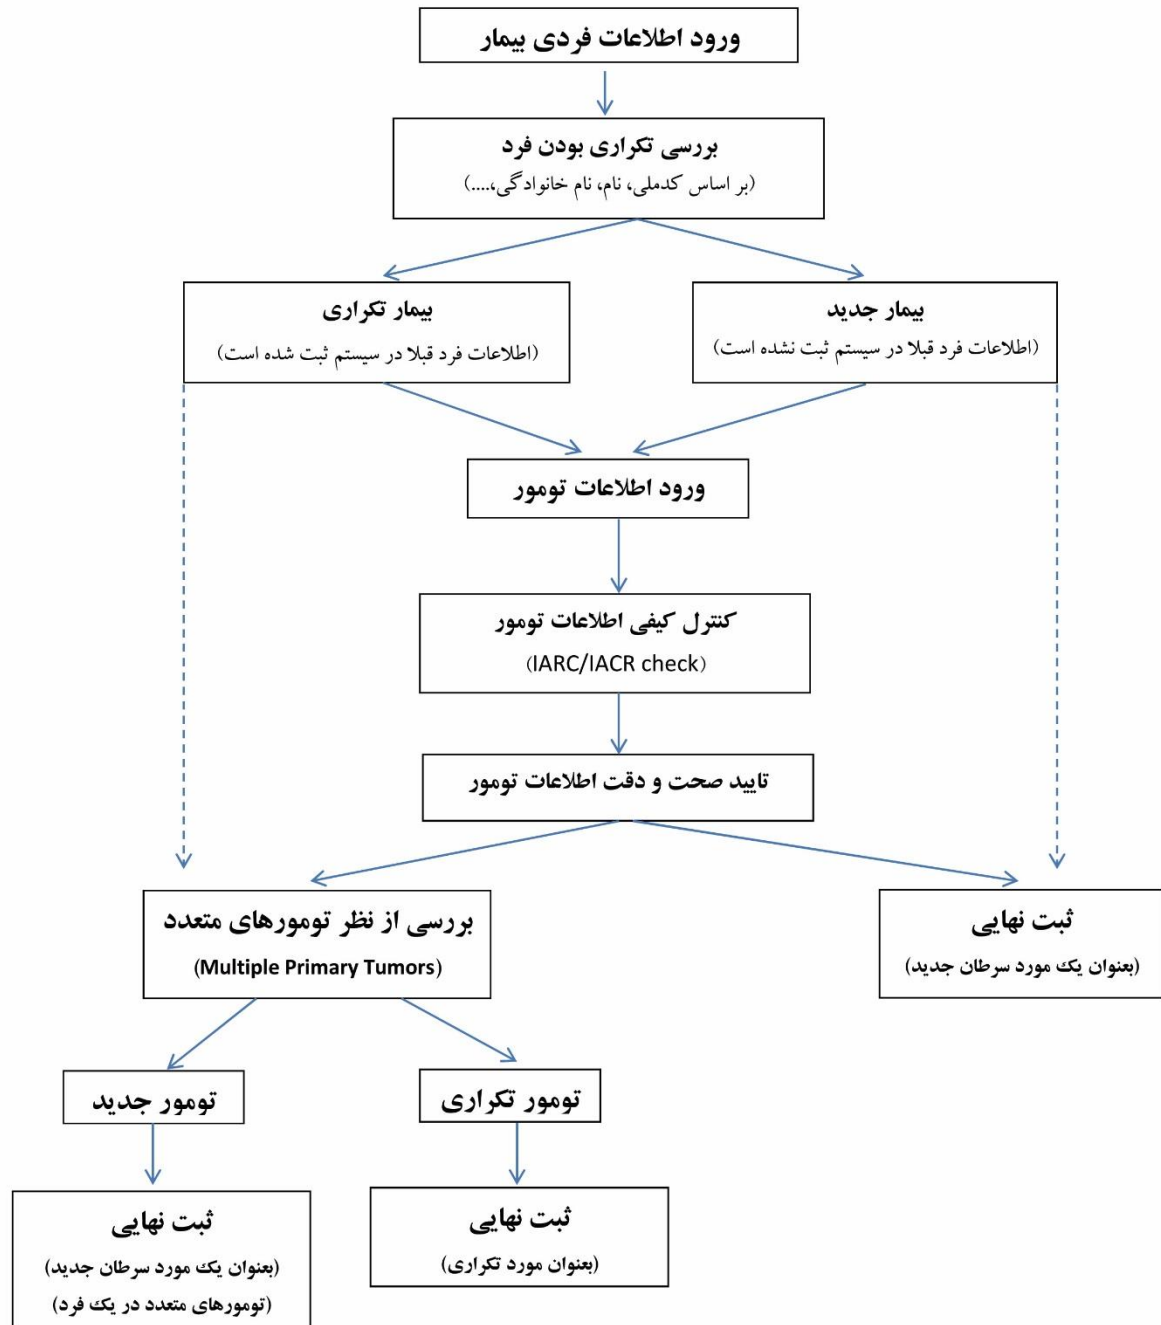 ورود اطلاعات فردی بیمار
بررسی تکراری بودن فرد
(بر اساس کدملی، نام، نام خانوادگی،....)
بیمار جدید
(اطلاعات فرد قبلا در سیستم ثبت نشده است)
بیمار تکراری
(اطلاعات فرد قبلا در سیستم ثبت شده است)
ورود اطلاعات تومور
کنترل کیفی اطلاعات تومور
(IARC/IACR check)
تایید صحت و دقت اطلاعات تومور
ثبت نهایی
(بعنوان یک مورد سرطان جدید)
بررسی از نظر تومورهای متعدد
(Multiple Primary Tumors)
تومور تکراری
تومور جدید
ثبت نهایی
(بعنوان مورد تکراری)
ثبت نهایی
(بعنوان یک مورد سرطان جدید)
(تومورهای متعدد در یک فرد)